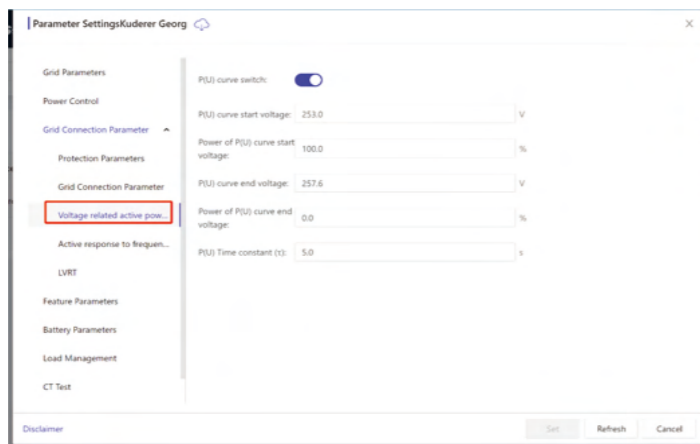 Parameter SettingsKuderer Georg
Grid Parameters
Power Control
Grid Connection Parameter
Protection Parameters
Grid Connection Parameter
Voltage related active pow...
Active response to frequen...
LVRT
Feature Parameters
Battery Parameters
Load Management
CT Test
P(U) curve switch:
P(U) curve start voltage: 253.0 V
Power of P(U) curve start
voltage: 100.0 %
P(U) curve end voltage: 257.6 V
Power of P(U) curve end
voltage: 0.0 %
P(U) Time constant (τ): 5.0 s
Disclaimer
Set Refresh Cancel